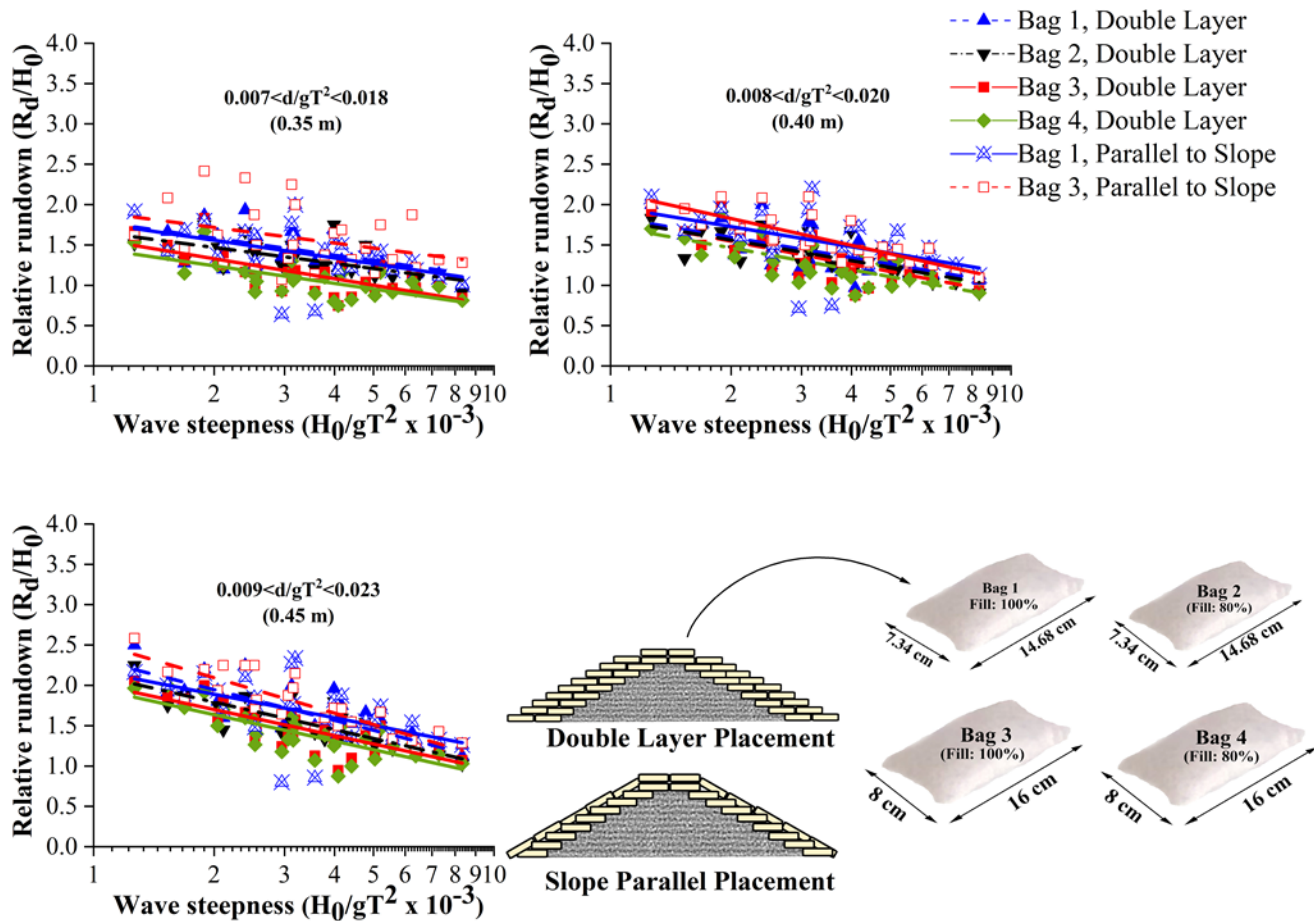 Bag 1, Double Layer
Bag 2, Double Layer
Bag 3, Double Layer
Bag 4, Double Layer
Bag 1, Parallel to Slope
Bag 3, Parallel to Slope
Relative rundown (Rd/H0)
4.0
3.5
3.0
2.5
2.0
1.5
1.0
0.5
0.0
0.007<d/gT²<0.018
(0.35 m)
1 2 3 4 5 6 7 8 9 10
Wave steepness (H0/gT² x 10⁻³)
Relative rundown (Rd/H0)
4.0
3.5
3.0
2.5
2.0
1.5
1.0
0.5
0.0
0.008<d/gT²<0.020
(0.40 m)
1 2 3 4 5 6 7 8 9 10
Wave steepness (H0/gT² x 10⁻³)
Relative rundown (Rd/H0)
4.0
3.5
3.0
2.5
2.0
1.5
1.0
0.5
0.0
0.009<d/gT²<0.023
(0.45 m)
1 2 3 4 5 6 7 8 9 10
Wave steepness (H0/gT² x 10⁻³)
Double Layer Placement
Slope Parallel Placement
Bag 1
Fill: 100%
7.34 cm
14.68 cm
Bag 2
(Fill: 80%)
7.34 cm
14.68 cm
Bag 3
(Fill: 100%)
8 cm
16 cm
Bag 4
(Fill: 80%)
8 cm
16 cm